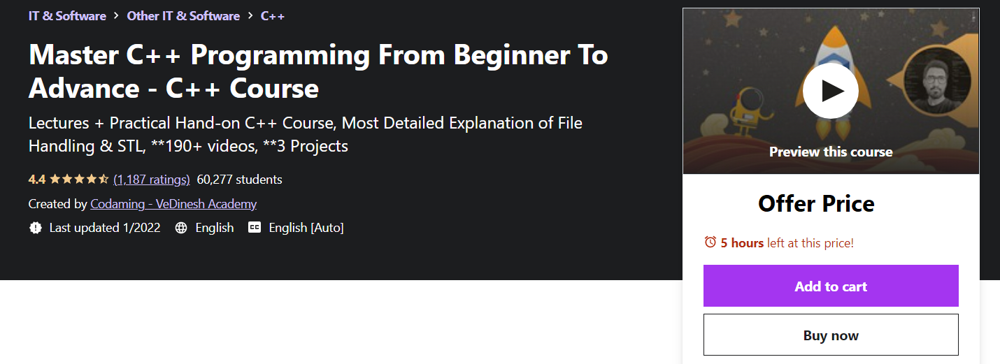 IT & Software > Other IT & Software > C++
Master C++ Programming From Beginner To
Advance - C++ Course
Lectures + Practical Hand-on C++ Course, Most Detailed Explanation of File
Handling & STL, **190+ videos, **3 Projects
4.4 (1,187 ratings) 60,277 students
Created by Codaming - VeDinesh Academy
Last updated 1/2022 English CC English [Auto]
Preview this course
Offer Price
5 hours left at this price!
Add to cart
Buy now